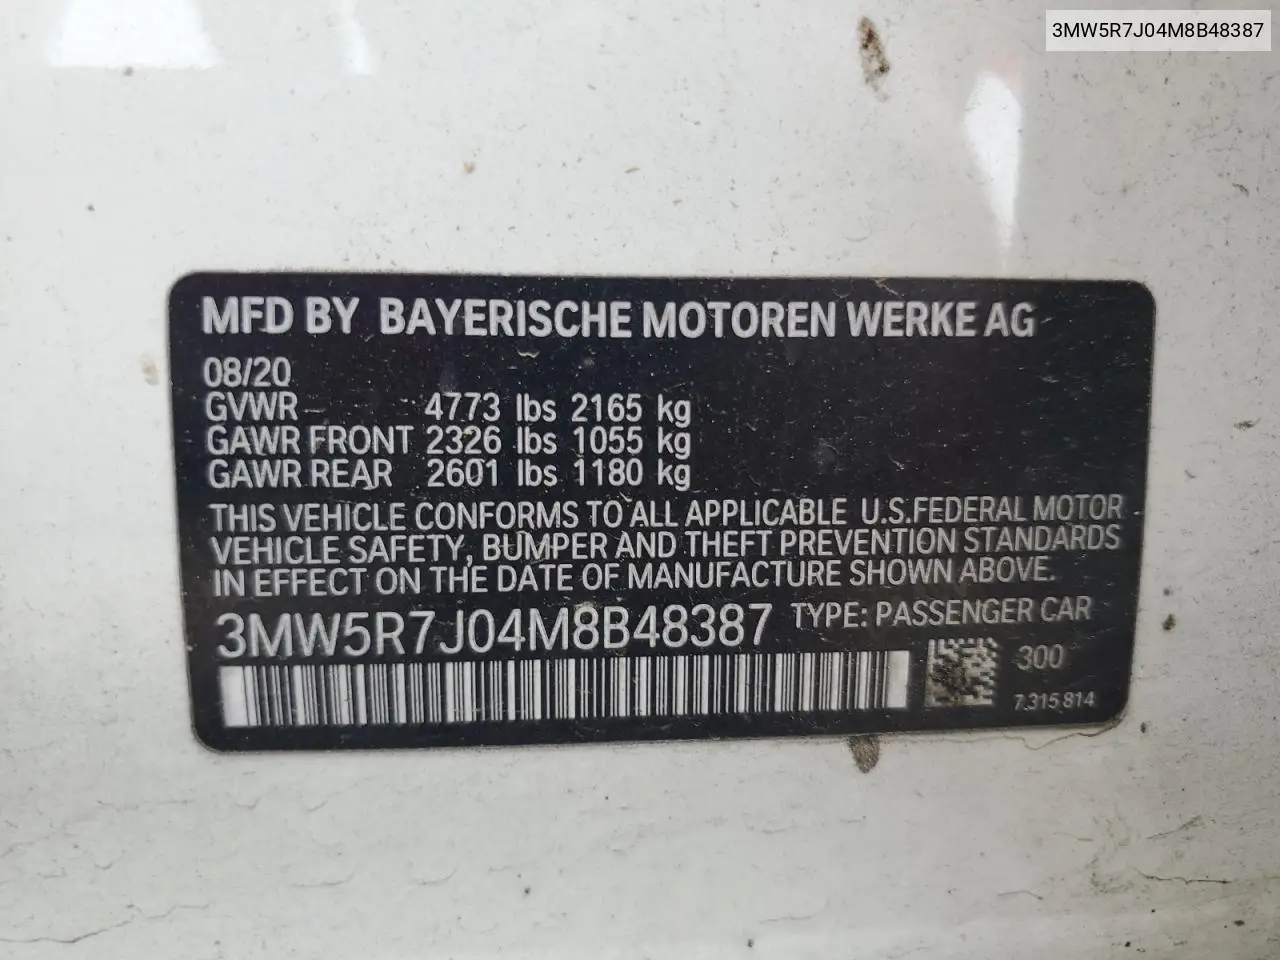 3MW5R7J04M8B48387
MFD BY BAYERISCHE MOTOREN WERKE AG
08/20
GVWR 4773 lbs 2165 kg
GAWR FRONT 2326 lbs 1055 kg
GAWR REAR 2601 lbs 1180 kg
THIS VEHICLE CONFORMS TO ALL APPLICABLE U.S.FEDERAL MOTOR
VEHICLE SAFETY, BUMPER AND THEFT PREVENTION STANDARDS
IN EFFECT ON THE DATE OF MANUFACTURE SHOWN ABOVE.
3MW5R7J04M8B48387 TYPE: PASSENGER CAR
300
7.315 814